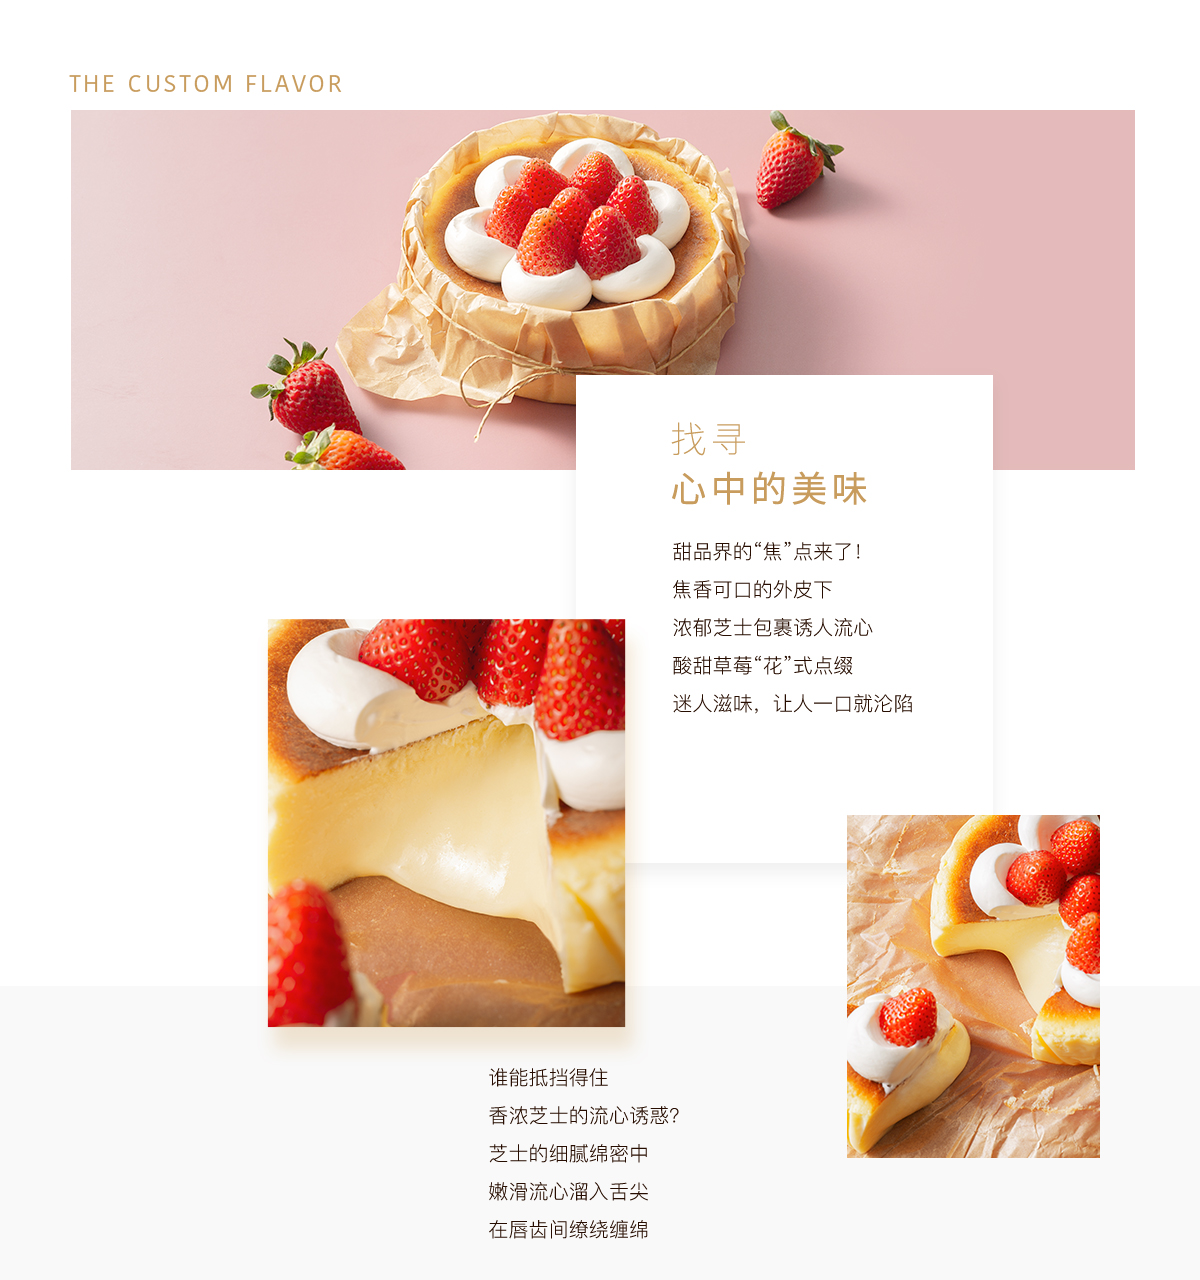 THE CUSTOM FLAVOR
找寻
心中的美味
甜品界的“焦”点来了!
焦香可口的外皮下
浓郁芝士包裹诱人流心
酸甜草莓“花”式点缀
迷人滋味，让人一口就沦陷
谁能抵挡得住
香浓芝士的流心诱惑?
芝士的细腻绵密中
嫩滑流心溜入舌尖
在唇齿间缭绕缠绵